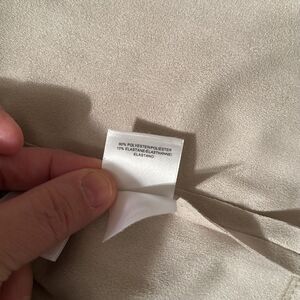 90% POLYESTER/POLIESTER
10% ELASTANE/ELASTHANNE/
ELASTANO